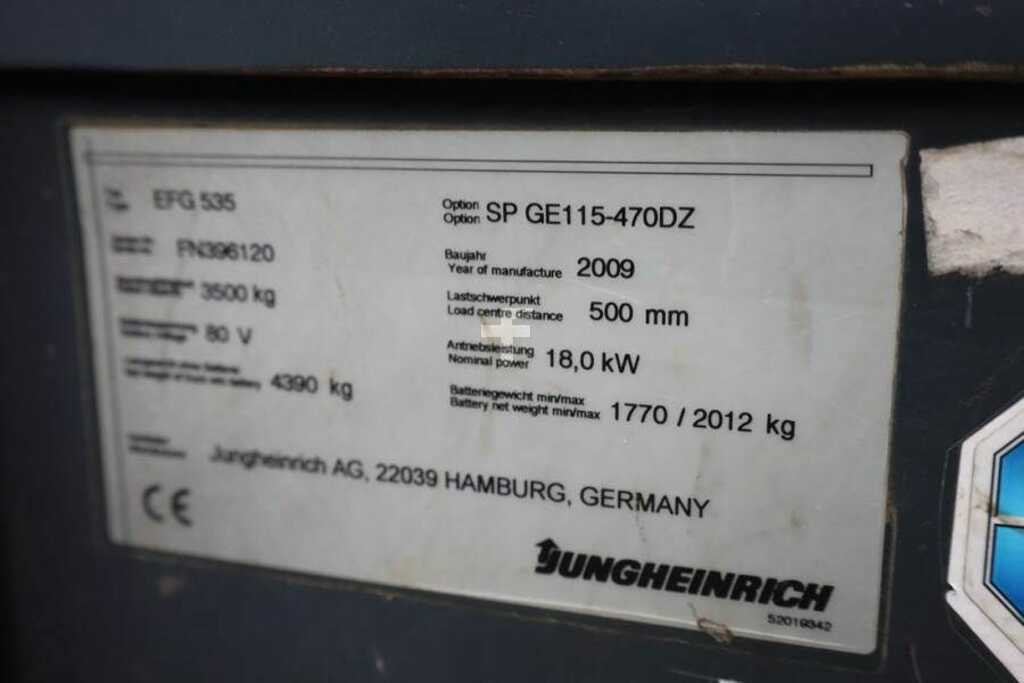 EFG 535
FN396120
3500 kg
80 V
4390 kg
Option
Option SP GE115-470DZ
Baujahr
Year of manufacture 2009
Lastschwerpunkt
Load centre distance 500 mm
Antriebsleistung
Nominal power 18,0 kW
Batteriegewicht min/max
Battery net weight min/max 1770 / 2012 kg
Jungheinrich AG, 22039 HAMBURG, GERMANY
CE
JUNGHEINRICH
52019342